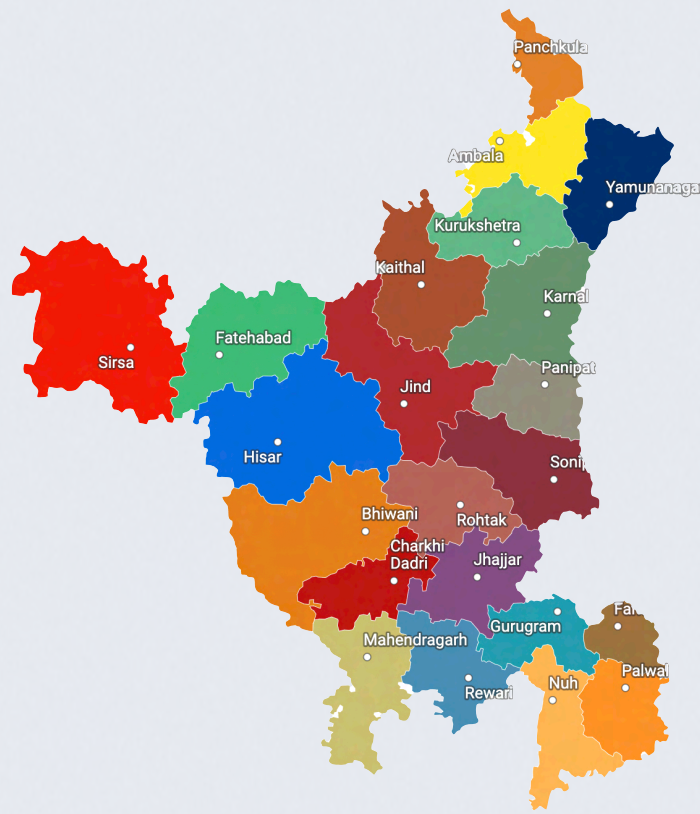 Panchkula
Ambala
Yamunanaga
Kurukshetra
Kaithal
Karnal
Fatehabad
Sirsa
Panipat
Jind
Hisar
Soni
Bhiwani
Rohtak
Charkhi
Dadri
Jhajjar
Far
Gurugram
Mahendragarh
Palwal
Nuh
Rewari